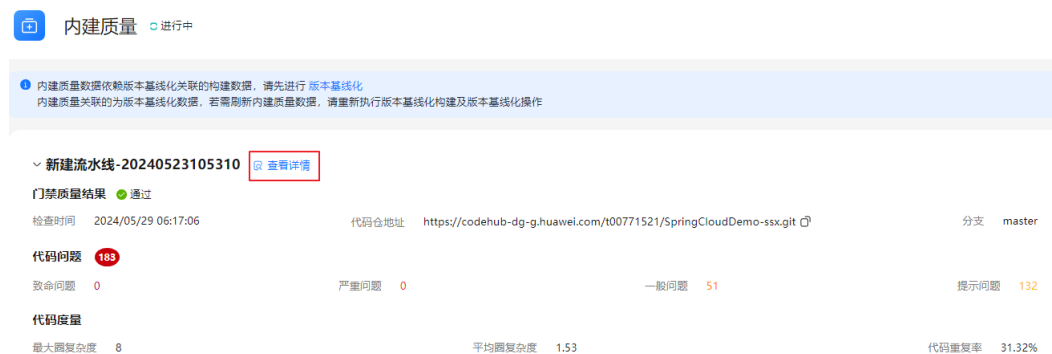 内建质量 进行中
内建质量数据依赖版本基线化关联的构建数据，请先进行 版本基线化
内建质量关联的为版本基线化数据，若需刷新内建质量数据，请重新执行版本基线化构建及版本基线化操作
新建流水线-20240523105310 查看详情
门禁质量结果 通过
检查时间 2024/05/29 06:17:06 代码仓地址 https://codehub-dg-g.huawei.com/t00771521/SpringCloudDemo-ssx.git 分支 master
代码问题 183
致命问题 0 严重问题 0 一般问题 51 提示问题 132
代码度量
最大圈复杂度 8 平均圈复杂度 1.53 代码重复率 31.32%